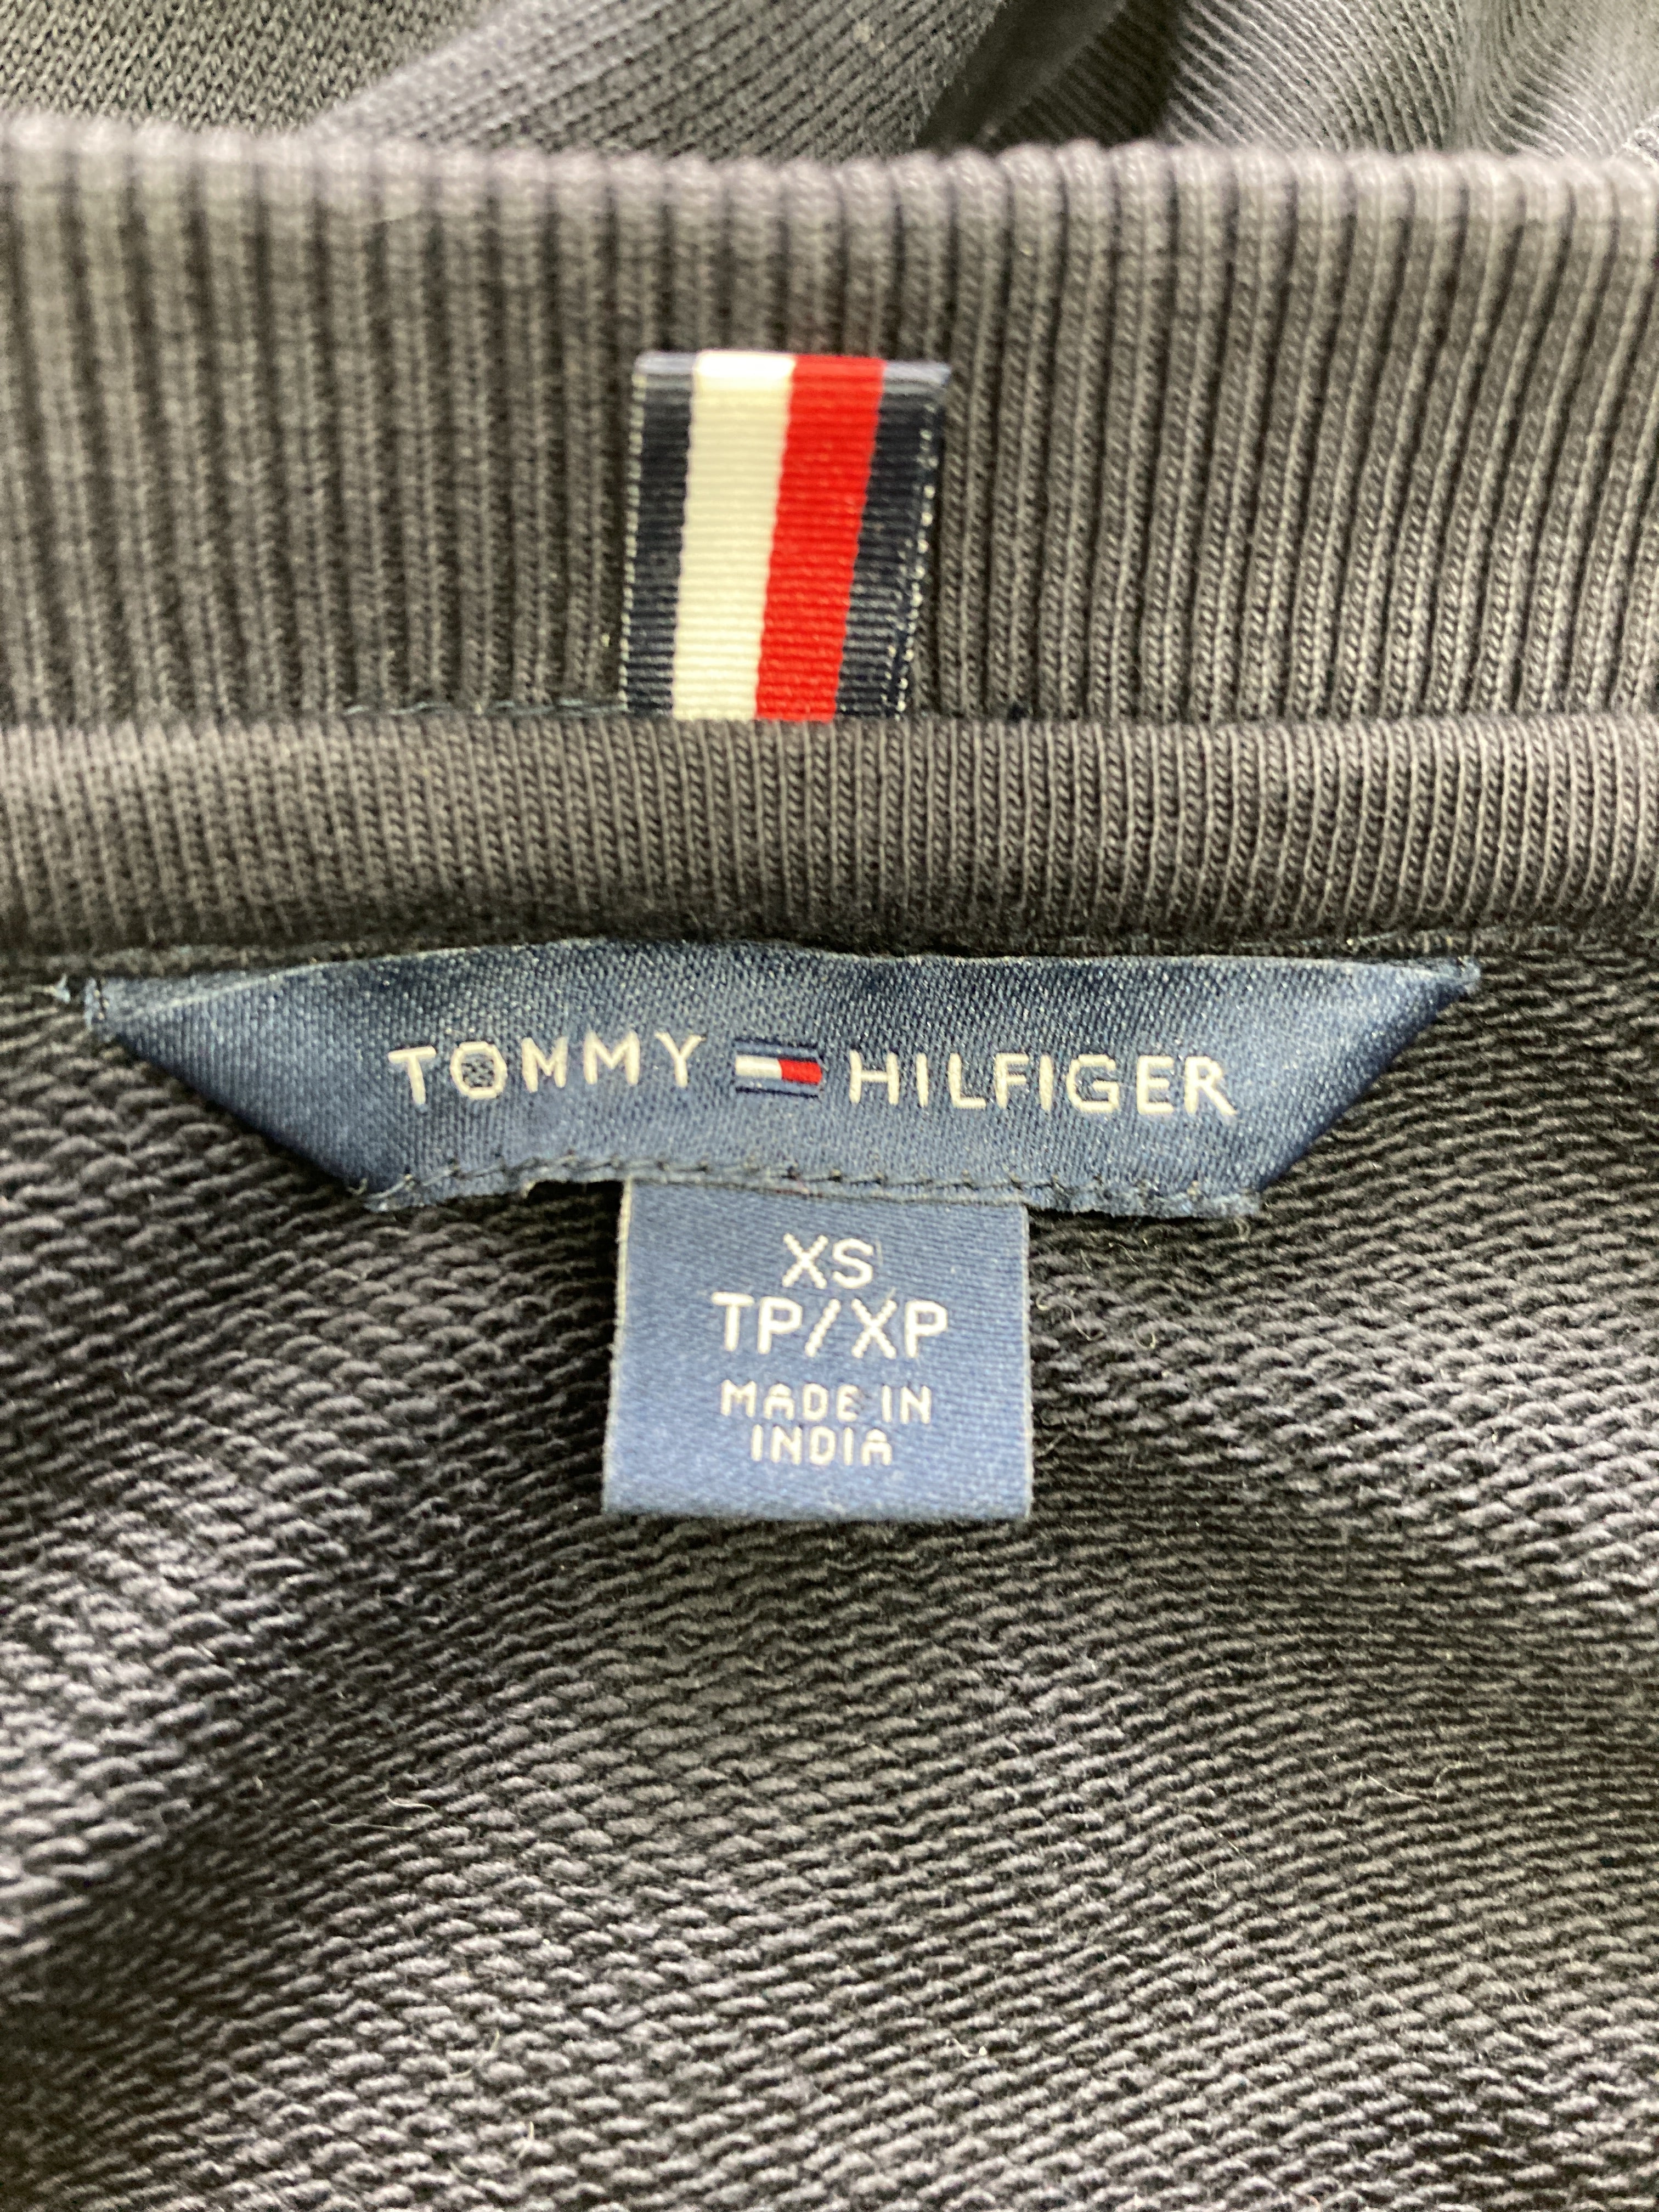 TOMMY HILFIGER
XS
TP/XP
MADE IN
INDIA